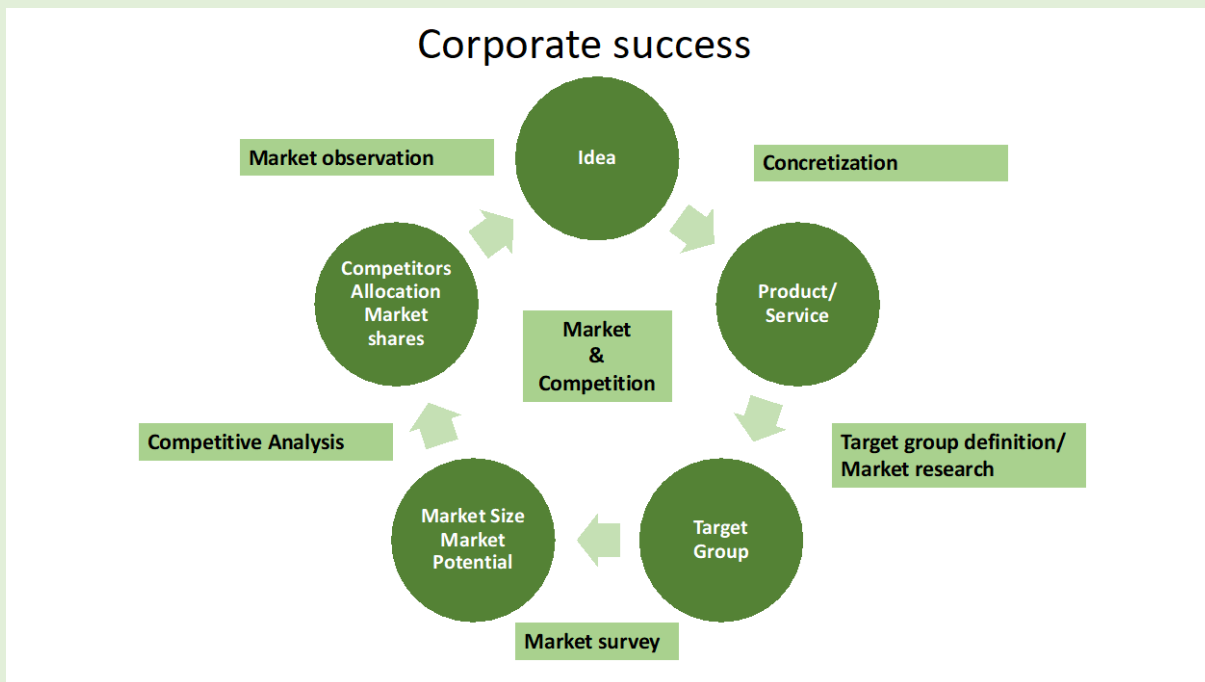 Corporate success
Idea
Market observation
Concretization
Competitors
Allocation
Market
shares
Product/
Service
Market
&
Competition
Competitive Analysis
Target group definition/
Market research
Market Size
Market
Potential
Target
Group
Market survey